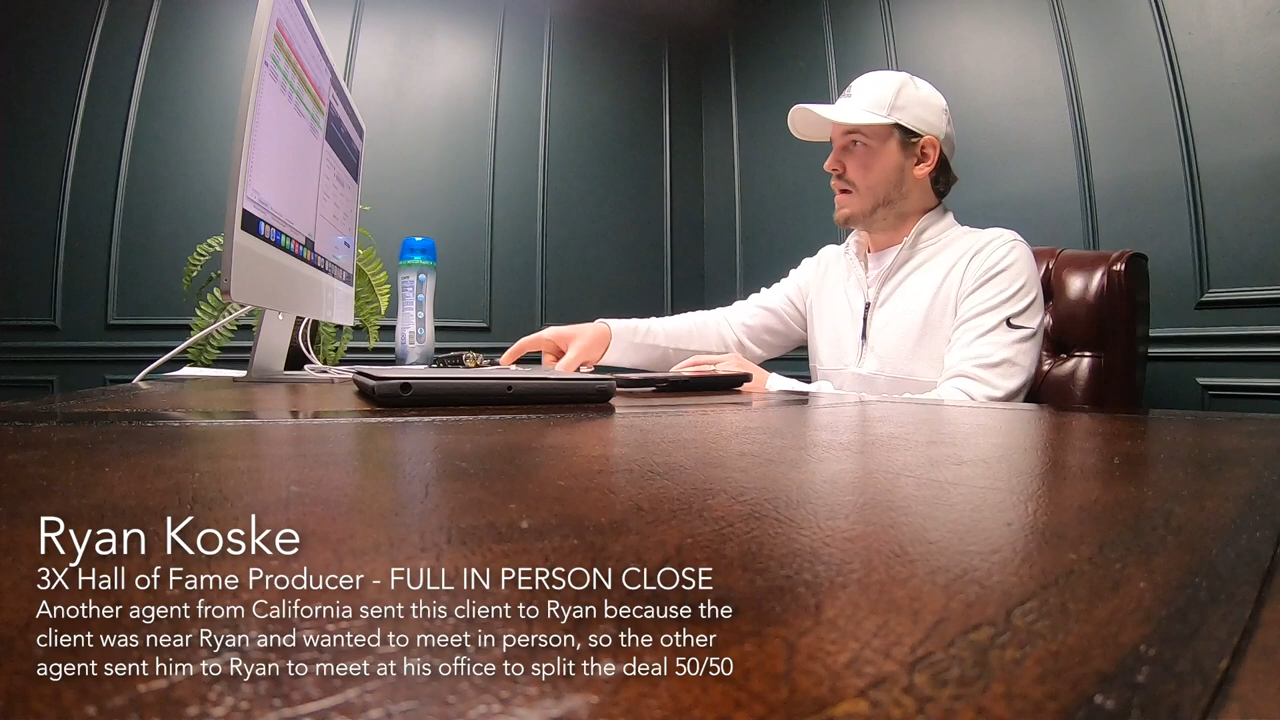 Ryan Koske
3X Hall of Fame Producer - FULL IN PERSON CLOSE
Another agent from California sent this client to Ryan because the
client was near Ryan and wanted to meet in person, so the other
agent sent him to Ryan to meet at his office to split the deal 50/50